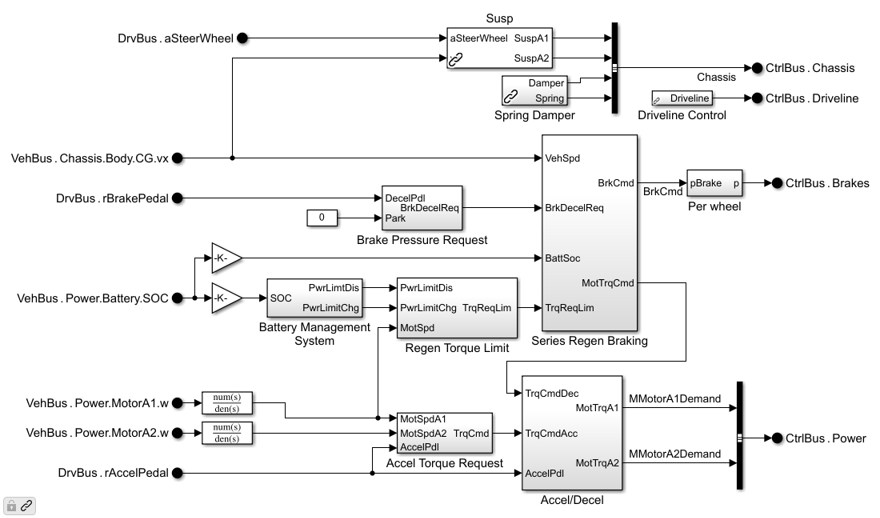 Susp
DrvBus . aSteerWheel
aSteerWheel SuspA1
SuspA2
CtrlBus . Chassis
Chassis
Damper
Spring
Spring Damper
Driveline
CtrlBus . Driveline
Driveline Control
VehBus . Chassis.Body.CG.vx
VehSpd
BrkCmd
BrkCmd
pBrake p
CtrlBus . Brakes
Per wheel
DrvBus . rBrakePedal
DecelPdl
BrkDecelReq
Park
0
BrkDecelReq
Brake Pressure Request
-K-
BattSoc
MotTrqCmd
VehBus . Power.Battery.SOC
-K-
SOC
PwrLimtDis
PwrLimitChg
Battery Management
System
PwrLimitDis
PwrLimitChg TrqReqLim
MotSpd
Regen Torque Limit
TrqReqLim
Series Regen Braking
VehBus . Power.MotorA1.w
num(s)
den(s)
VehBus . Power.MotorA2.w
num(s)
den(s)
MotSpdA1
MotSpdA2 TrqCmd
AccelPdl
Accel Torque Request
DrvBus . rAccelPedal
TrqCmdDec
MotTrqA1
TrqCmdAcc
MotTrqA2
AccelPdl
Accel/Decel
MMotorA1Demand
MMotorA2Demand
CtrlBus . Power